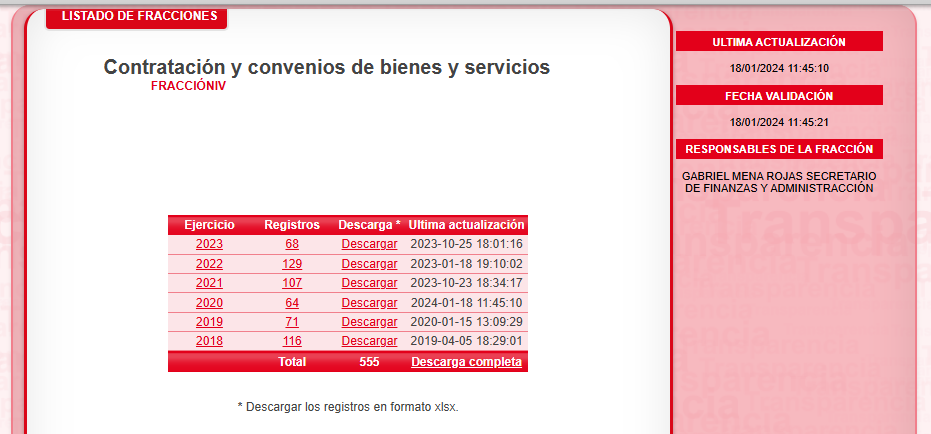 LISTADO DE FRACCIONES
Contratación y convenios de bienes y servicios
FRACCIÓNIV
Ejercicio Registros Descarga * Ultima actualización
2023 68 Descargar 2023-10-25 18:01:16
2022 129 Descargar 2023-01-18 19:10:02
2021 107 Descargar 2023-10-23 18:34:17
2020 64 Descargar 2024-01-18 11:45:10
2019 71 Descargar 2020-01-15 13:09:29
2018 116 Descargar 2019-04-05 18:29:01
Total 555 Descarga completa
* Descargar los registros en formato xlsx.
ULTIMA ACTUALIZACIÓN
18/01/2024 11:45:10
FECHA VALIDACIÓN
18/01/2024 11:45:21
RESPONSABLES DE LA FRACCIÓN
GABRIEL MENA ROJAS SECRETARIO
DE FINANZAS Y ADMINISTRACCIÓN